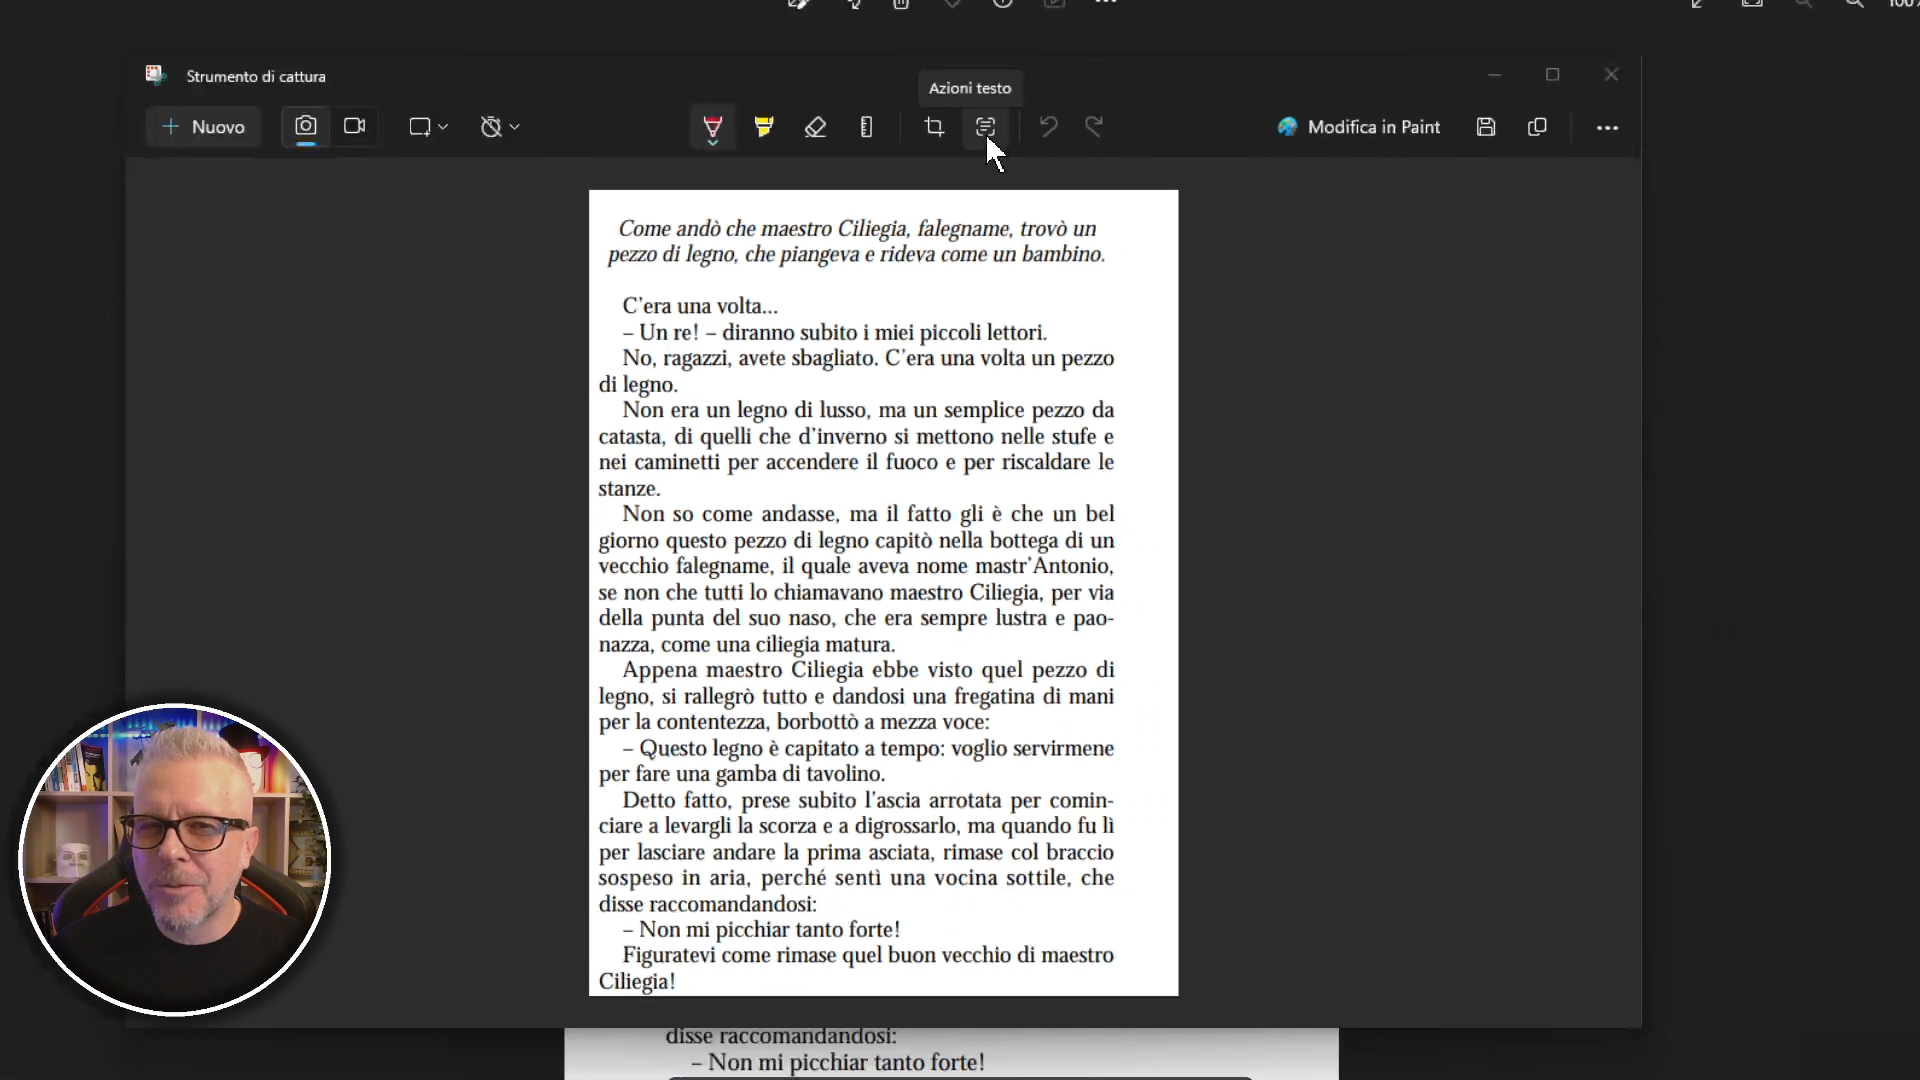 Strumento di cattura
Azioni testo
Nuovo
Modifica in Paint
Come andò che maestro Ciliegia, falegname, trovò un
pezzo di legno, che piangeva e rideva come un bambino.
C’era una volta...
– Un re! – diranno subito i miei piccoli lettori.
No, ragazzi, avete sbagliato. C’era una volta un pezzo
di legno.
Non era un legno di lusso, ma un semplice pezzo da
catasta, di quelli che d’inverno si mettono nelle stufe e
nei caminetti per accendere il fuoco e per riscaldare le
stanze.
Non so come andasse, ma il fatto gli è che un bel
giorno questo pezzo di legno capitò nella bottega di un
vecchio falegname, il quale aveva nome mastr’Antonio,
se non che tutti lo chiamavano maestro Ciliegia, per via
della punta del suo naso, che era sempre lustra e pao-
nazza, come una ciliegia matura.
Appena maestro Ciliegia ebbe visto quel pezzo di
legno, si rallegrò tutto e dandosi una fregatina di mani
per la contentezza, borbottò a mezza voce:
– Questo legno è capitato a tempo: voglio servirmene
per fare una gamba di tavolino.
Detto fatto, prese subito l’ascia arrotata per comin-
ciare a levargli la scorza e a digrossarlo, ma quando fu lì
per lasciare andare la prima asciata, rimase col braccio
sospeso in aria, perché sentì una vocina sottile, che
disse raccomandandosi:
– Non mi picchiar tanto forte!
Figuratevi come rimase quel buon vecchio di maestro
Ciliegia!
disse raccomandandosi:
– Non mi picchiar tanto forte!